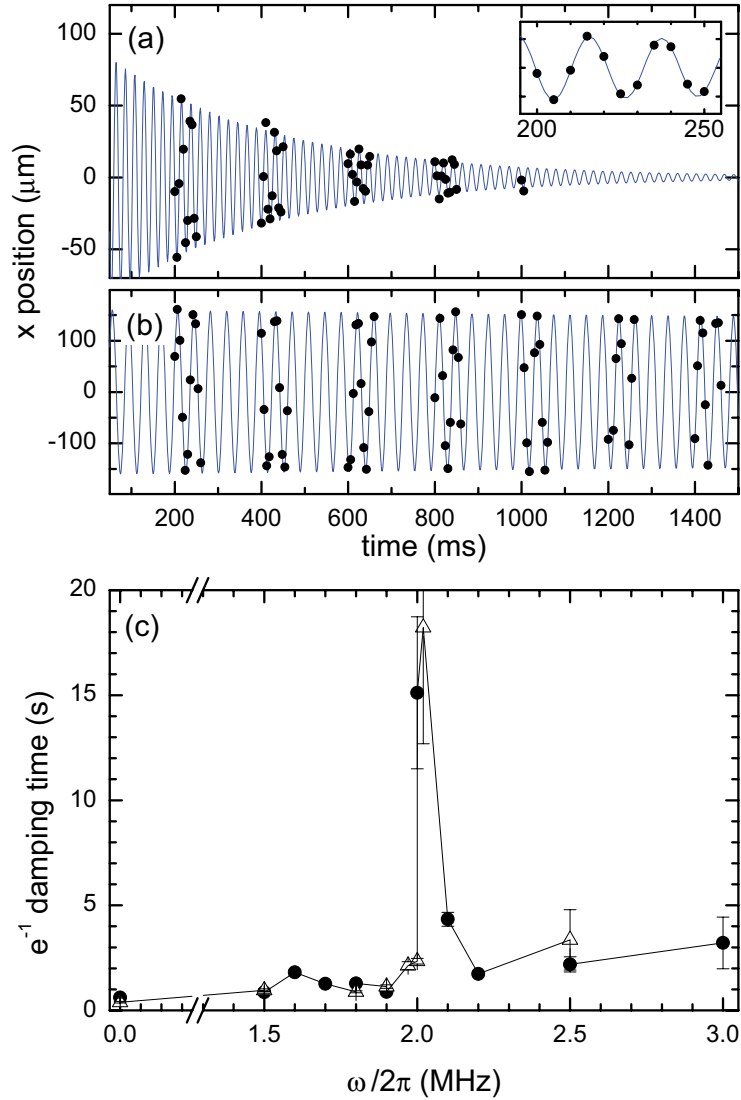 100
(a)
50
0
-50
200 250
x position (μm)
(b)
100
0
-100
200 400 600 800 1000 1200 1400
time (ms)
20
(c)
15
10
5
0
e⁻¹ damping time (s)
0.0 1.5 2.0 2.5 3.0
ω/2π (MHz)